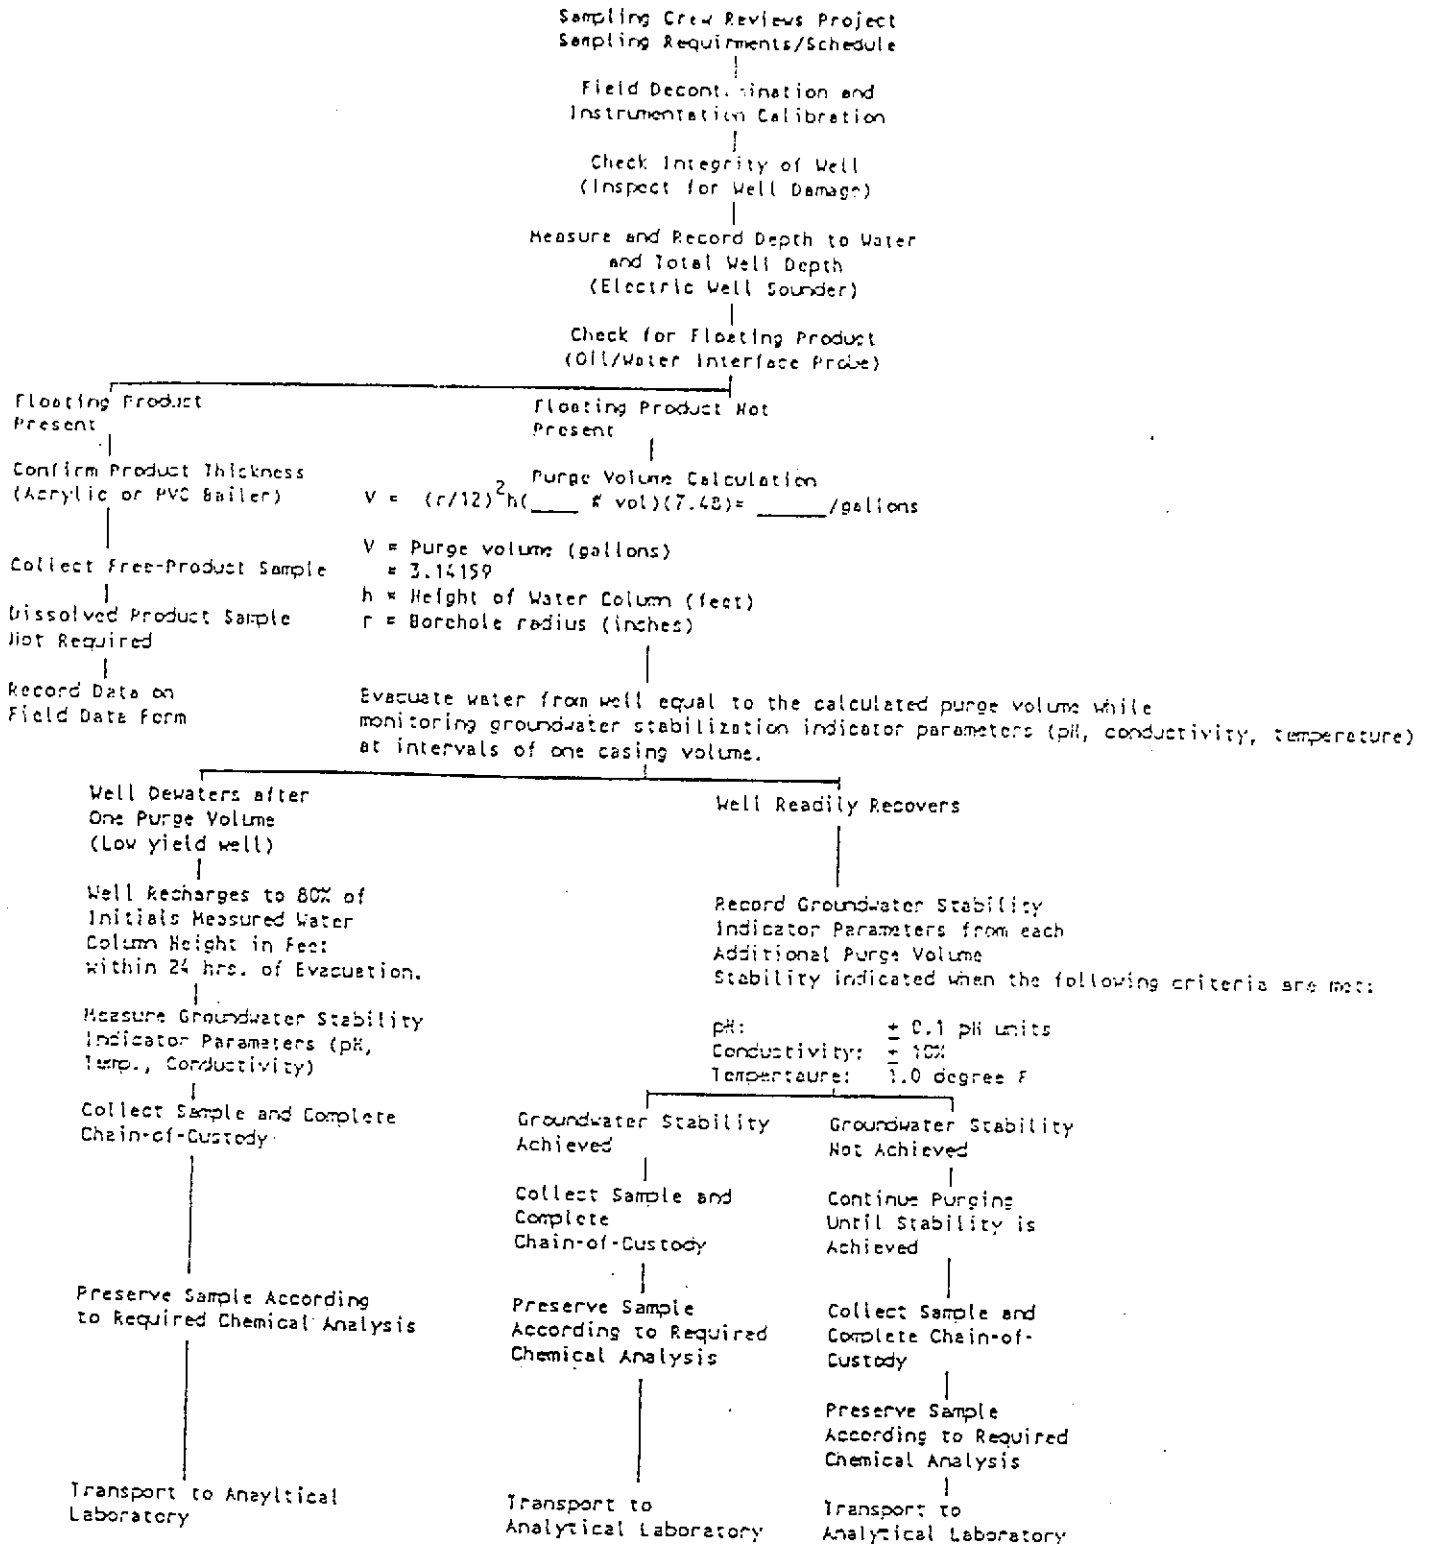 Sampling Crew Reviews Project
Sampling Requirments/Schedule
Field Decont. ination and
Instrumentation Calibration
Check Integrity of Well
(Inspect for Well Damage)
Measure and Record Depth to Water
and Total Well Depth
(Electric Well Sounder)
Check for Floating Product
(Oil/Water Interface Probe)
Floating Product
Present
Confirm Product Thickness
(Acrylic or PVC Bailer)
Collect Free-Product Sample
Dissolved Product Sample
Not Required
Record Data on
Field Data Form
Floating Product Not
Present
Purge Volume Calculation
V = (r/12)²h(____ # vol)(7.48)= ______/gallons
V = Purge volume (gallons)
= 3.14159
h = Height of Water Column (feet)
r = Borehole radius (inches)
Evacuate water from well equal to the calculated purge volume while
monitoring groundwater stabilization indicator parameters (pH, conductivity, temperature)
at intervals of one casing volume.
Well Dewaters after
One Purge Volume
(Low yield well)
Well Recharges to 80% of
Initials Measured Water
Column Height in Feet
within 24 hrs. of Evacuation.
Measure Groundwater Stability
Indicator Parameters (pH,
Temp., Conductivity)
Collect Sample and Complete
Chain-of-Custody
Preserve Sample According
to Required Chemical Analysis
Transport to Anayltical
Laboratory
Well Readily Recovers
Record Groundwater Stability
Indicator Parameters from each
Additional Purge Volume
Stability indicated when the following criteria are met:
pH: ± 0.1 pH units
Conductivity: ± 10%
Tempertaure: 1.0 degree F
Groundwater Stability
Achieved
Collect Sample and
Complete
Chain-of-Custody
Preserve Sample
According to Required
Chemical Analysis
Transport to
Analytical Laboratory
Groundwater Stability
Not Achieved
Continue Purging
Until Stability is
Achieved
Collect Sample and
Complete Chain-of-
Custody
Preserve Sample
According to Required
Chemical Analysis
Transport to
Analytical Laboratory